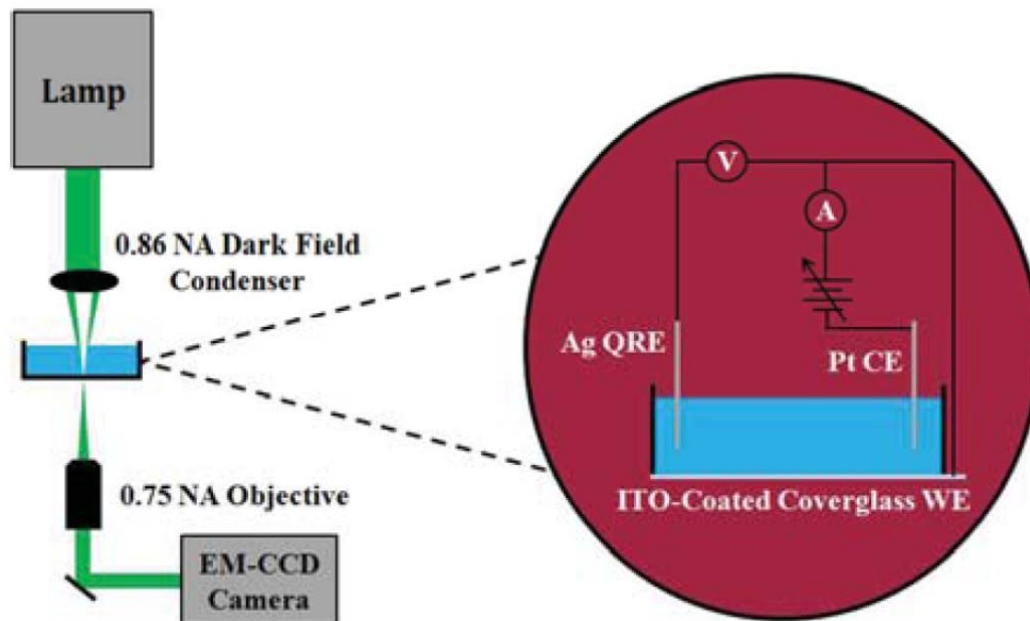 Lamp
0.86 NA Dark Field
Condenser
0.75 NA Objective
EM-CCD
Camera
V
A
Ag QRE
Pt CE
ITO-Coated Coverglass WE